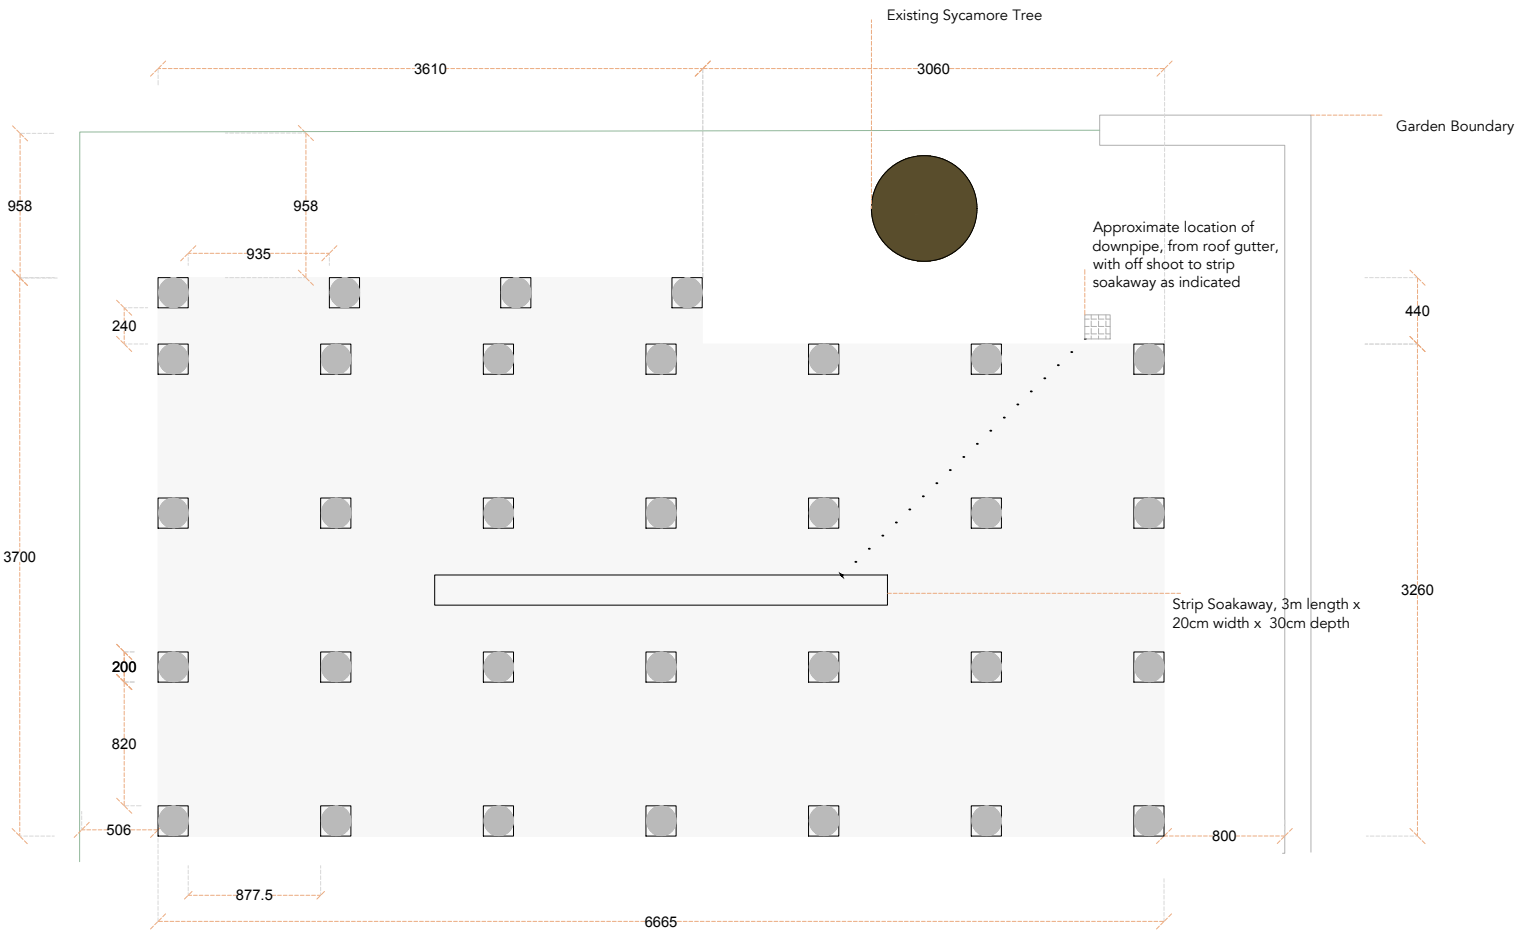 Existing Sycamore Tree
3610
3060
Garden Boundary
958
958
Approximate location of
downpipe, from roof gutter,
with off shoot to strip
soakaway as indicated
935
440
240
3700
3260
Strip Soakaway, 3m length x
20cm width x 30cm depth
200
820
506
800
877.5
6665